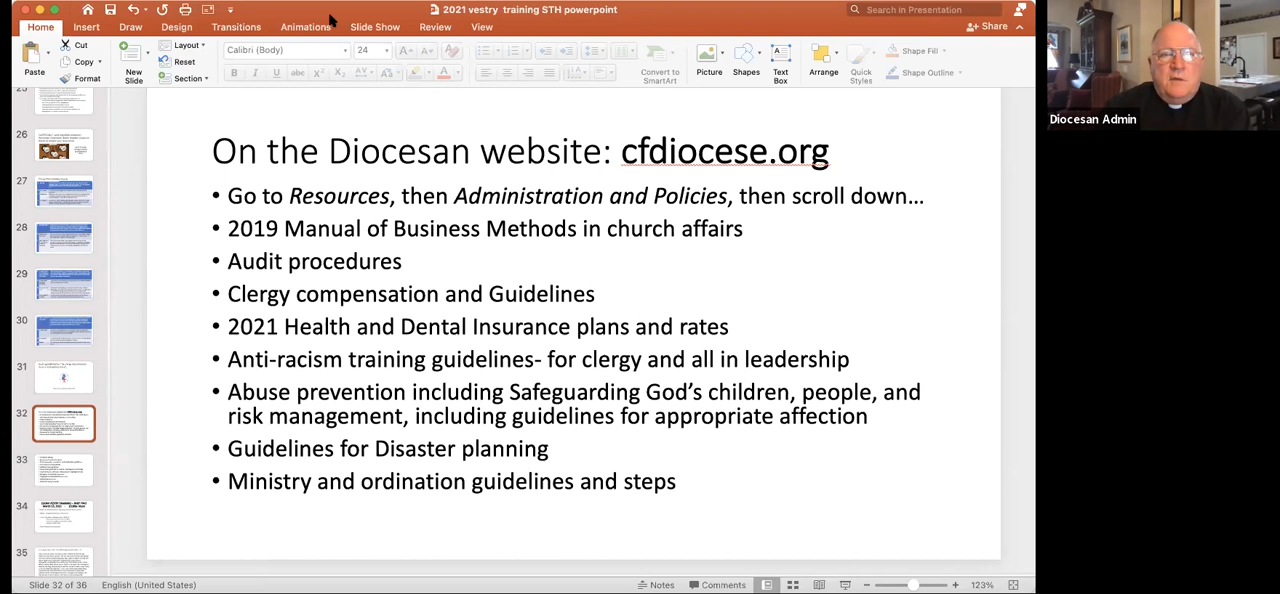 2021 vestry training STH powerpoint
Search in Presentation
Home Insert Draw Design Transitions Animations Slide Show Review View
Share
Paste
Cut
Copy
Format
New
Slide
Layout
Reset
Section
Calibri (Body) 24
Convert to
SmartArt
Picture
Shapes
Text
Box
Arrange
Quick
Styles
Shape Fill
Shape Outline
Diocesan Admin
26
27
28
29
30
31
32
33
34
35
On the Diocesan website: cfdiocese.org
• Go to Resources, then Administration and Policies, then scroll down…
• 2019 Manual of Business Methods in church affairs
• Audit procedures
• Clergy compensation and Guidelines
• 2021 Health and Dental Insurance plans and rates
• Anti-racism training guidelines- for clergy and all in leadership
• Abuse prevention including Safeguarding God's children, people, and
risk management, including guidelines for appropriate affection
• Guidelines for Disaster planning
• Ministry and ordination guidelines and steps
Slide 32 of 36 English (United States) Notes Comments 123%